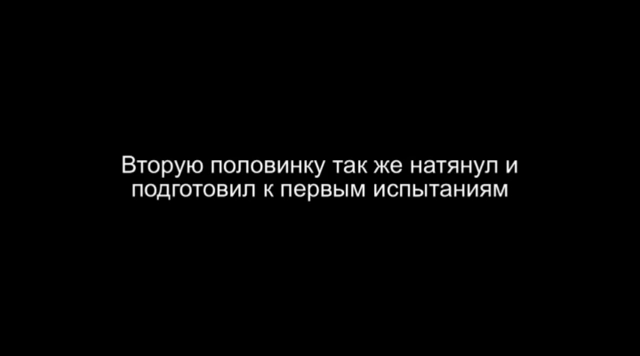 Вторую половинку так же натянул и
подготовил к первым испытаниям